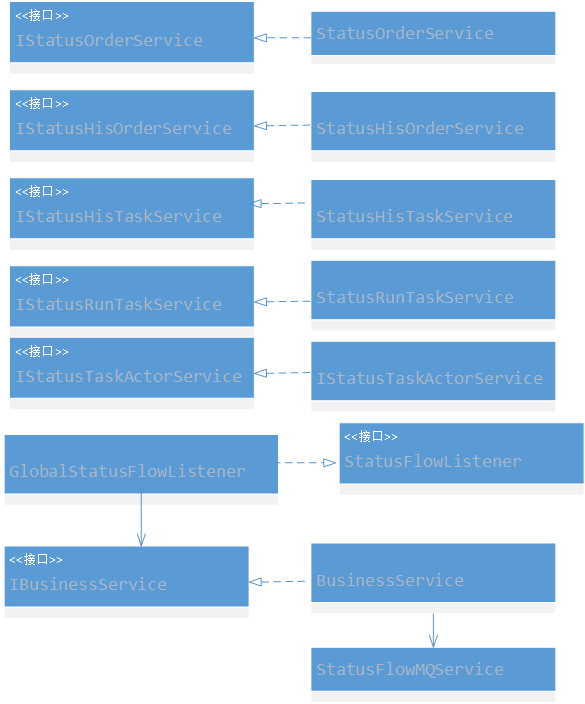 <<接口>>
IStatusOrderService
StatusOrderService
<<接口>>
IStatusHisOrderService
StatusHisOrderService
<<接口>>
IStatusHisTaskService
StatusHisTaskService
<<接口>>
IStatusRunTaskService
StatusRunTaskService
<<接口>>
IStatusTaskActorService
IStatusTaskActorService
GlobalStatusFlowListener
<<接口>>
StatusFlowListener
<<接口>>
IBusinessService
BusinessService
StatusFlowMQService